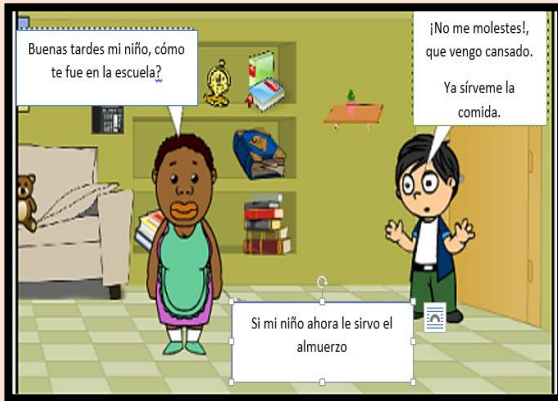 Buenas tardes mi niño, cómo
te fue en la escuela?
¡No me molestes!,
que vengo cansado.
Ya sírveme la
comida.
Si mi niño ahora le sirvo el
almuerzo